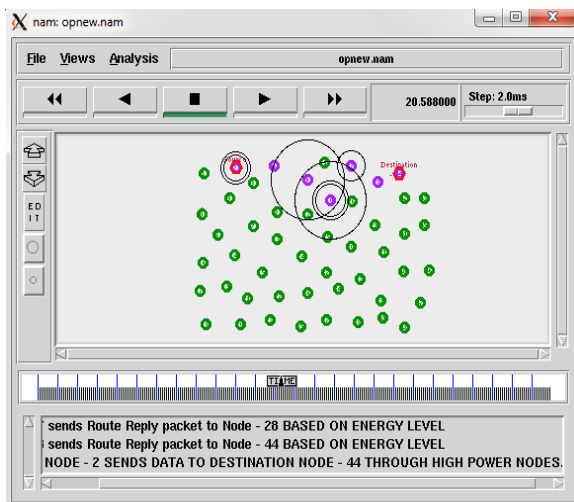 nam: opnew.nam
File Views Analysis opnew.nam
20.588000 Step: 2.0ms
E D
I T
Destination
TIME
sends Route Reply packet to Node - 28 BASED ON ENERGY LEVEL
sends Route Reply packet to Node - 44 BASED ON ENERGY LEVEL
NODE - 2 SENDS DATA TO DESTINATION NODE - 44 THROUGH HIGH POWER NODES.